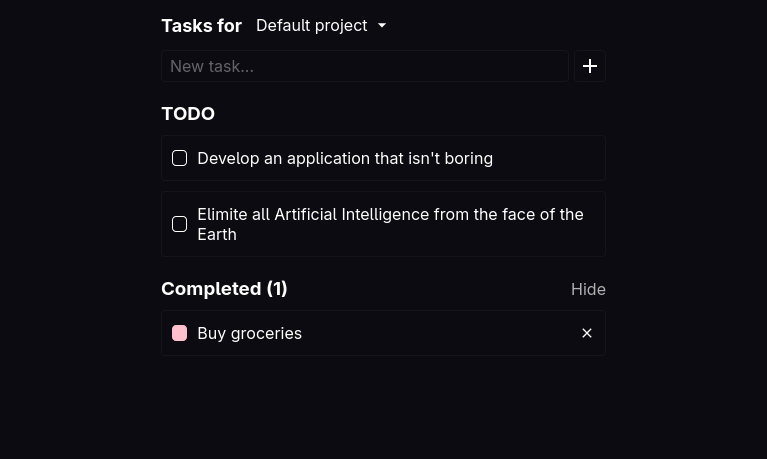 Tasks for Default project
New task...
TODO
Develop an application that isn't boring
Elimite all Artificial Intelligence from the face of the
Earth
Completed (1) Hide
Buy groceries